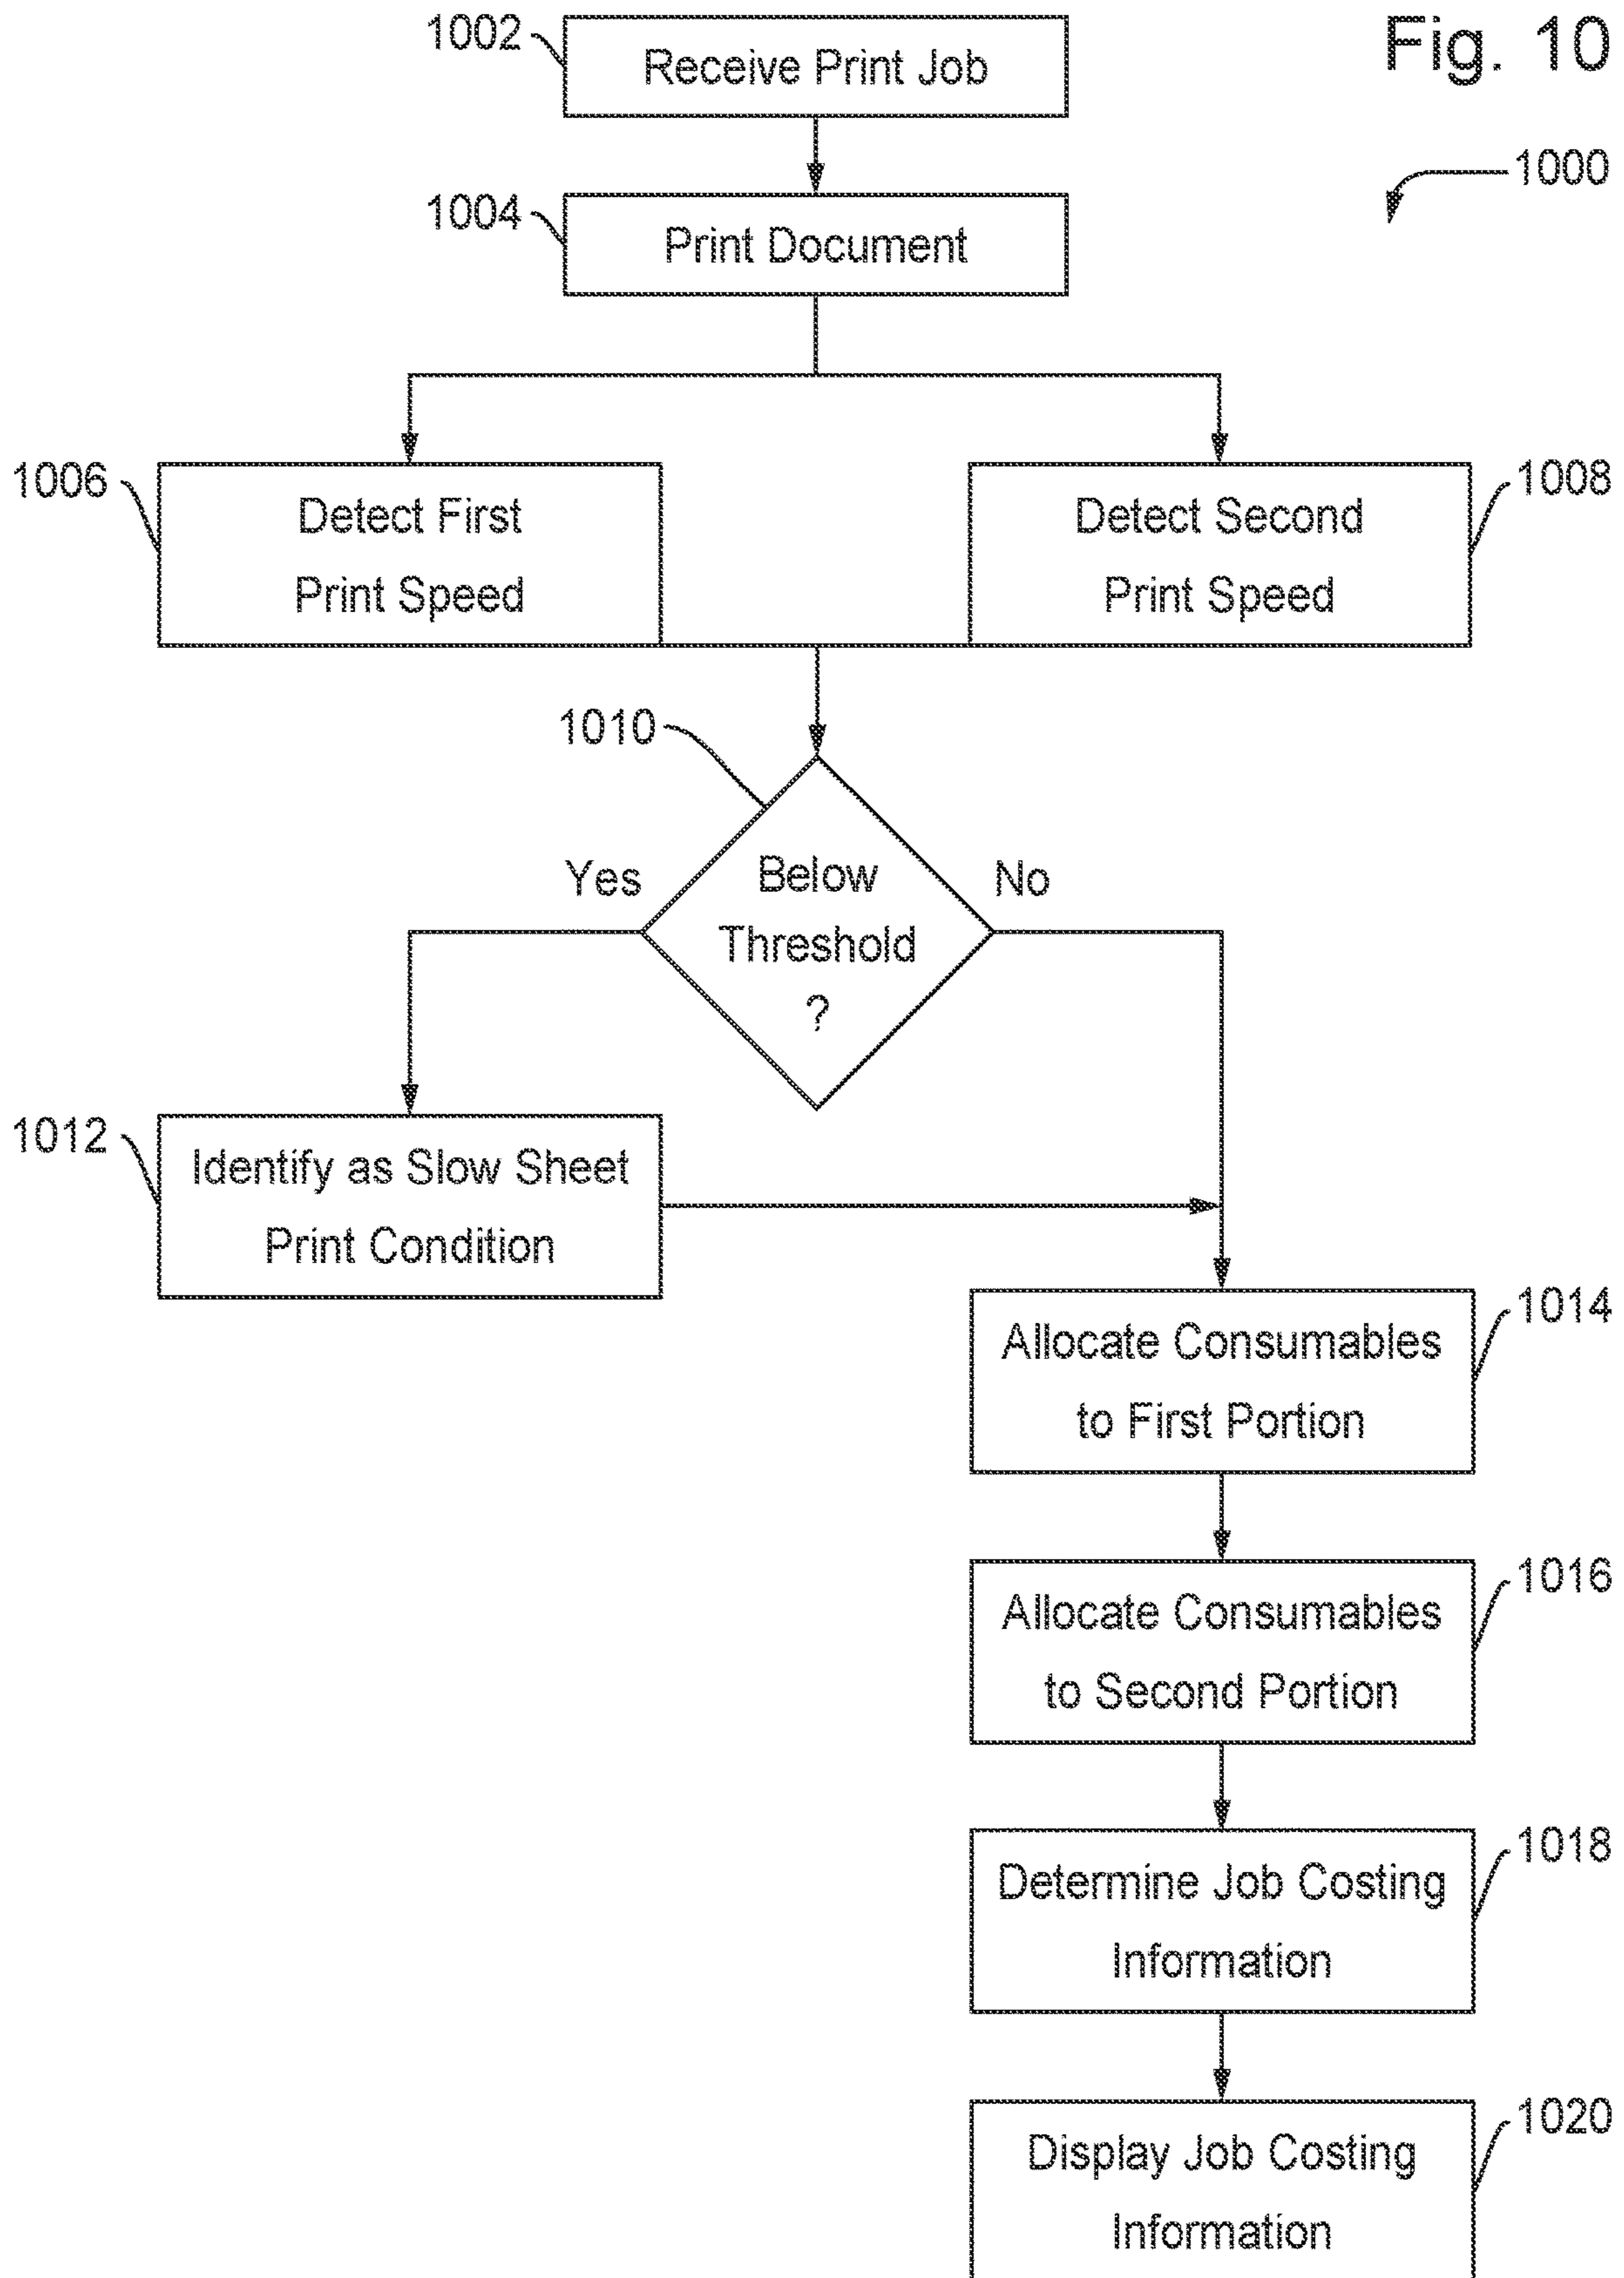 Fig. 10
1000
1002
Receive Print Job
1004
Print Document
1006
Detect First
Print Speed
1008
Detect Second
Print Speed
1010
Below
Threshold
?
Yes
No
1012
Identify as Slow Sheet
Print Condition
1014
Allocate Consumables
to First Portion
1016
Allocate Consumables
to Second Portion
1018
Determine Job Costing
Information
1020
Display Job Costing
Information